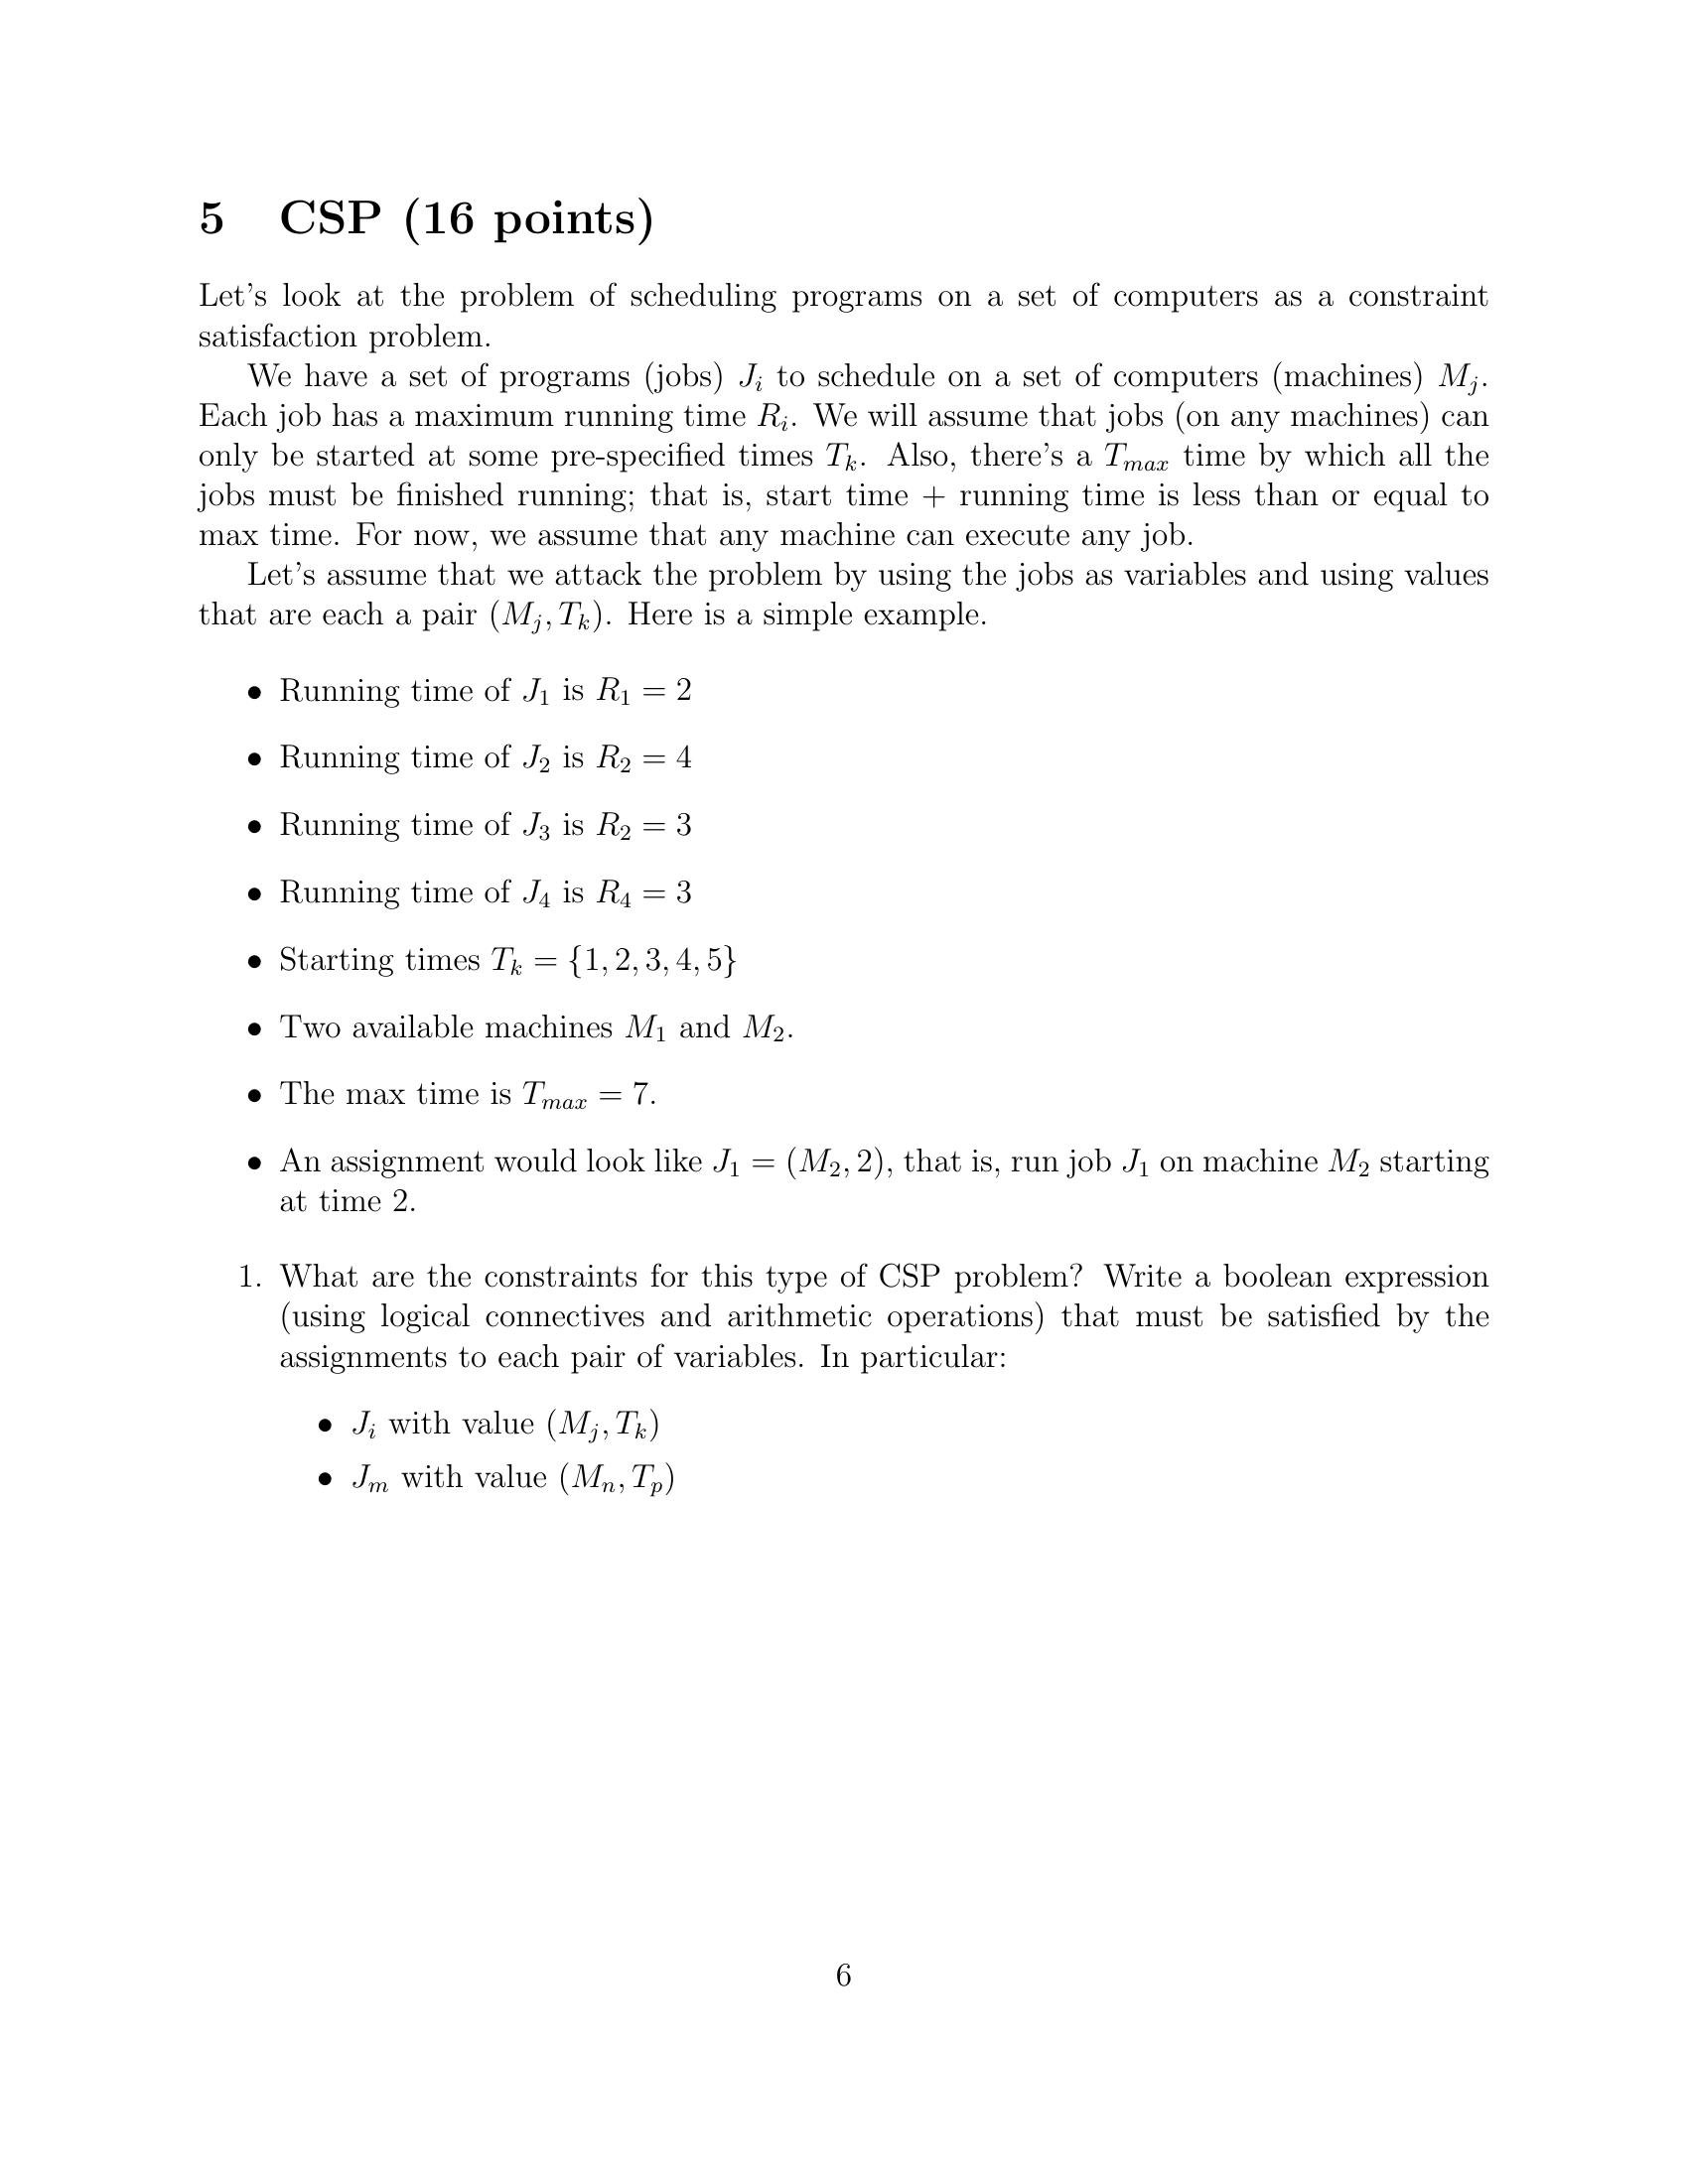 5 CSP (16 points)
Let's look at the problem of scheduling programs on a set of computers as a constraint
satisfaction problem.
We have a set of programs (jobs) $J_i$ to schedule on a set of computers (machines) $M_j$.
Each job has a maximum running time $R_i$. We will assume that jobs (on any machines) can
only be started at some pre-specified times $T_k$. Also, there's a $T_{max}$ time by which all the
jobs must be finished running; that is, start time + running time is less than or equal to
max time. For now, we assume that any machine can execute any job.
Let's assume that we attack the problem by using the jobs as variables and using values
that are each a pair $(M_j, T_k)$. Here is a simple example.
• Running time of $J_1$ is $R_1 = 2$
• Running time of $J_2$ is $R_2 = 4$
• Running time of $J_3$ is $R_2 = 3$
• Running time of $J_4$ is $R_4 = 3$
• Starting times $T_k = \{1, 2, 3, 4, 5\}$
• Two available machines $M_1$ and $M_2$.
• The max time is $T_{max} = 7$.
• An assignment would look like $J_1 = (M_2, 2)$, that is, run job $J_1$ on machine $M_2$ starting
at time 2.
1. What are the constraints for this type of CSP problem? Write a boolean expression
(using logical connectives and arithmetic operations) that must be satisfied by the
assignments to each pair of variables. In particular:
• $J_i$ with value $(M_j, T_k)$
• $J_m$ with value $(M_n, T_p)$
6